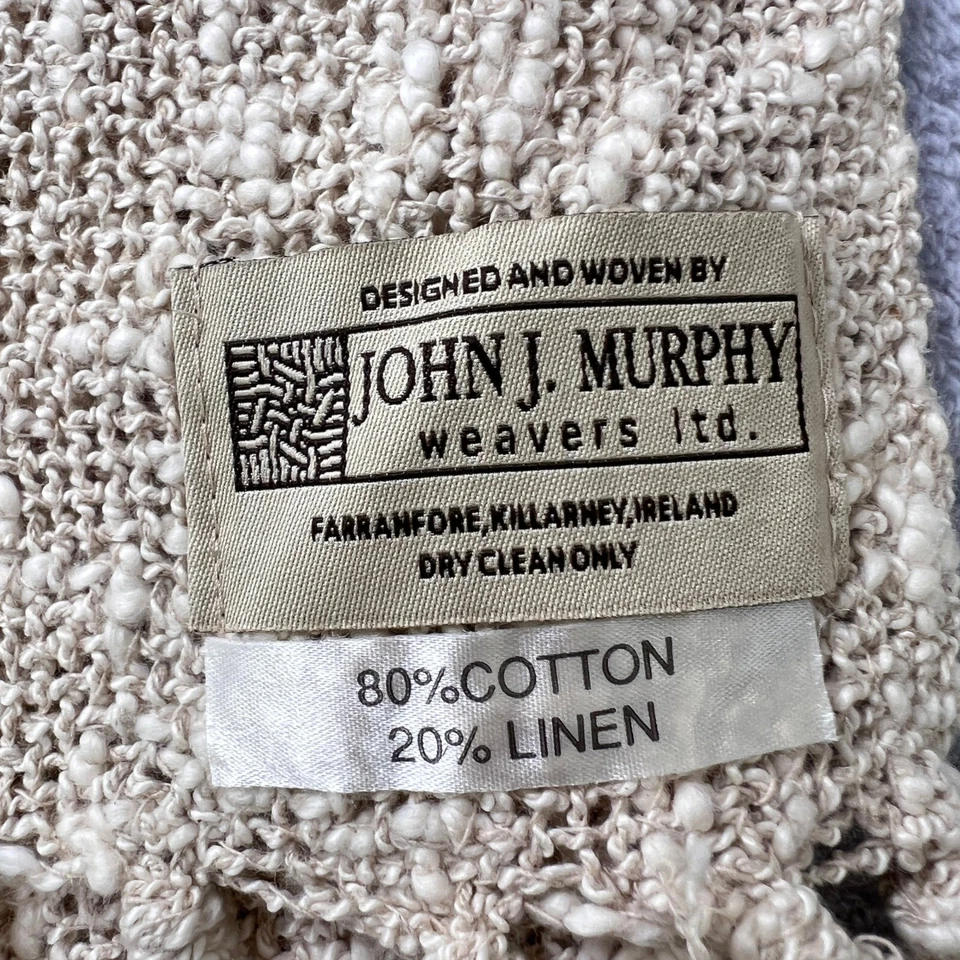 DESIGNED AND WOVEN BY
JOHN J. MURPHY
weavers ltd.
FARRANFORE,KILLARNEY,IRELAND
DRY CLEAN ONLY
80%COTTON
20% LINEN